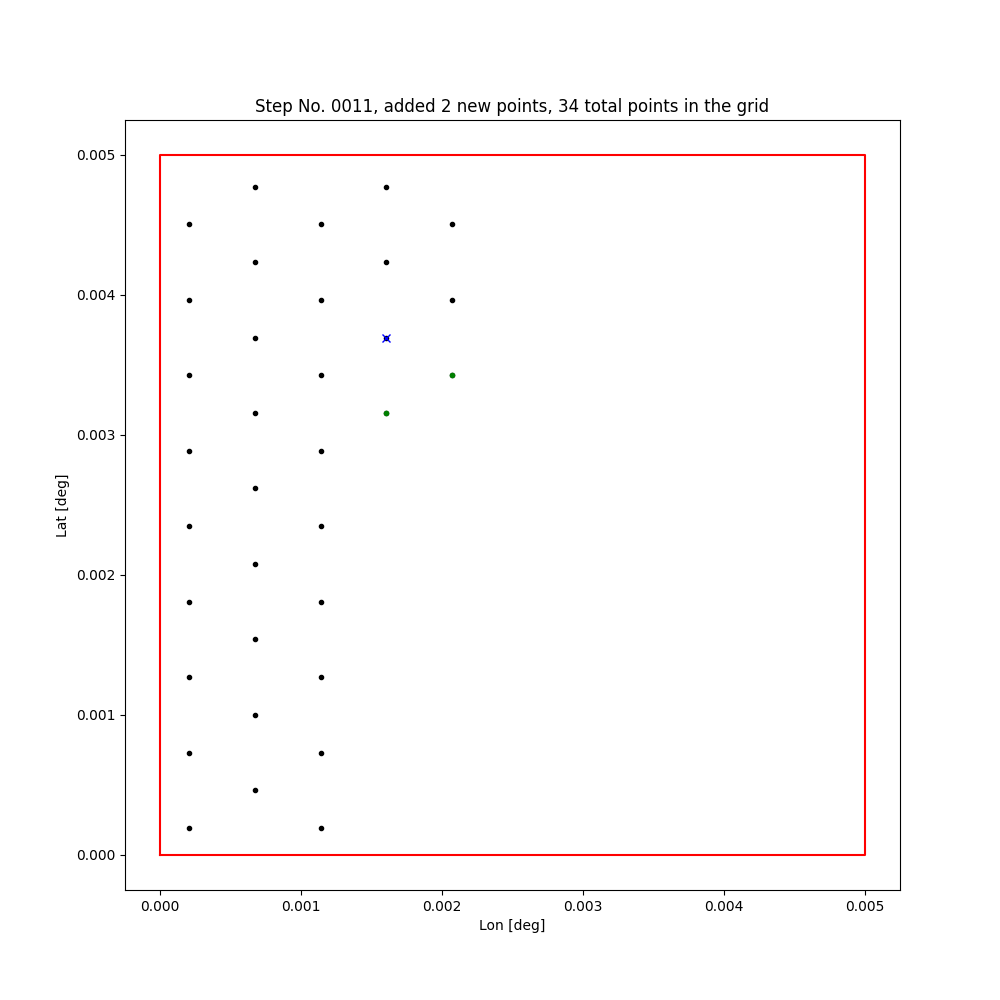 Step No. 0011, added 2 new points, 34 total points in the grid
0.005
0.004
0.003
0.002
0.001
0.000
Lat [deg]
0.000 0.001 0.002 0.003 0.004 0.005
Lon [deg]